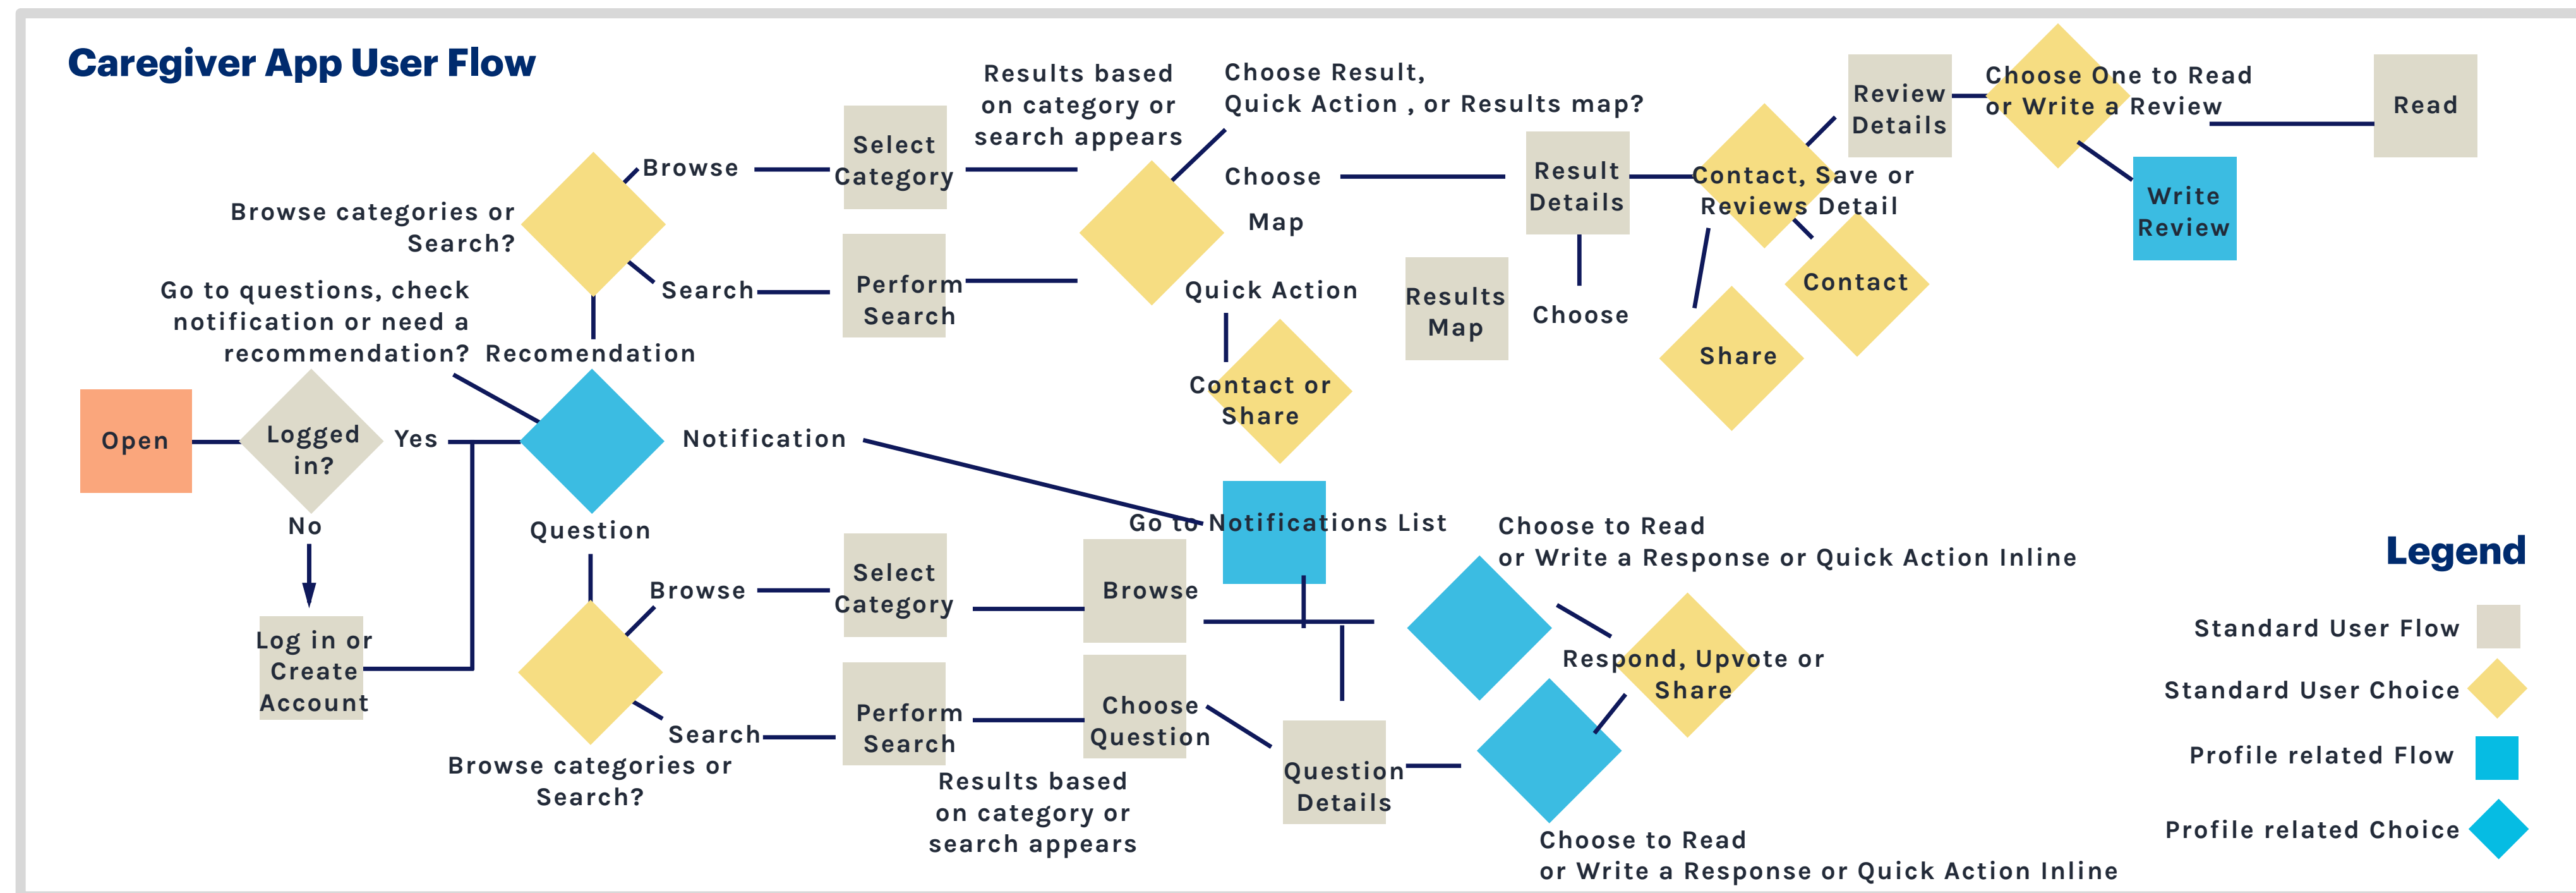 Caregiver App User Flow
Results based
on category or
search appears
Choose Result,
Quick Action , or Results map?
Review
Details
Choose One to Read
or Write a Review
Read
Select
Category
Browse
Choose
Map
Result
Details
Contact, Save or
Reviews Detail
Write
Review
Browse categories or
Search?
Search
Perform
Search
Quick Action
Results
Map
Choose
Contact
Share
Go to questions, check
notification or need a
recommendation?
Recomendation
Contact or
Share
Open
Logged
in?
Yes
Notification
No
Question
Go to Notifications List
Choose to Read
or Write a Response or Quick Action Inline
Legend
Browse
Select
Category
Browse
Log in or
Create
Account
Standard User Flow
Respond, Upvote or
Share
Standard User Choice
Search
Perform
Search
Choose
Question
Profile related Flow
Browse categories or
Search?
Results based
on category or
search appears
Question
Details
Profile related Choice
Choose to Read
or Write a Response or Quick Action Inline